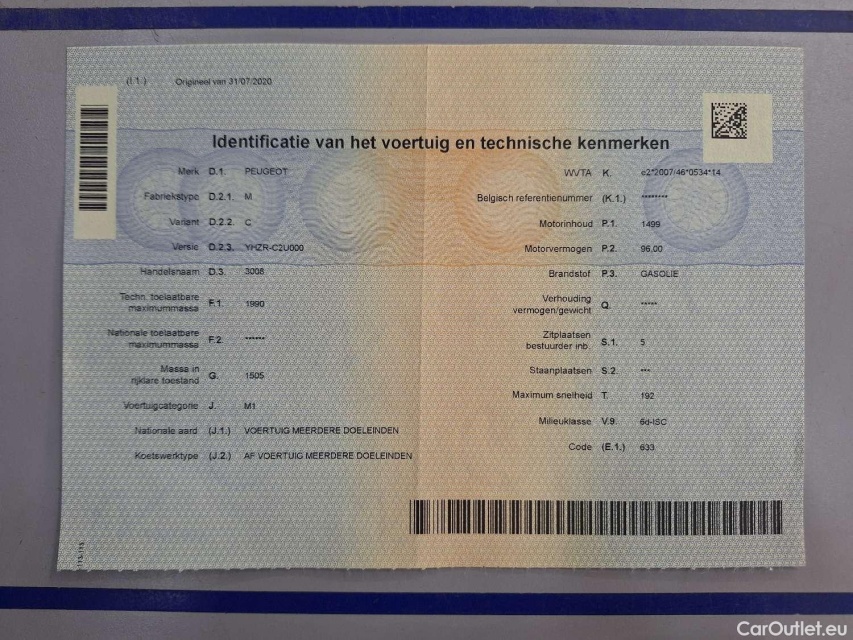 (I.1.) Origineel van 31/07/2020
Identificatie van het voertuig en technische kenmerken
Merk D.1. PEUGEOT
Fabriekstype D.2.1. M
Variant D.2.2. C
Versie D.2.3. YHZR-C2U000
Handelsnaam D.3. 3008
Techn. toelaatbare
maximummassa F.1. 1990
Nationale toelaatbare
maximummassa F.2. ******
Massa in
rijklare toestand G. 1505
Voertuigcategorie J. M1
Nationale aard (J.1.) VOERTUIG MEERDERE DOELEINDEN
Koetswerktype (J.2.) AF VOERTUIG MEERDERE DOELEINDEN
WVTA K. e2*2007/46*0534*14
Belgisch referentienummer (K.1.) ********
Motorinhoud P.1. 1499
Motorvermogen P.2. 96.00
Brandstof P.3. GASOLIE
Verhouding
vermogen/gewicht Q. *****
Zitplaatsen
bestuurder inb. S.1. 5
Staanplaatsen S.2. ***
Maximum snelheid T. 192
Milieuklasse V.9. 6d-ISC
Code (E.1.) 633
CarOutlet.eu